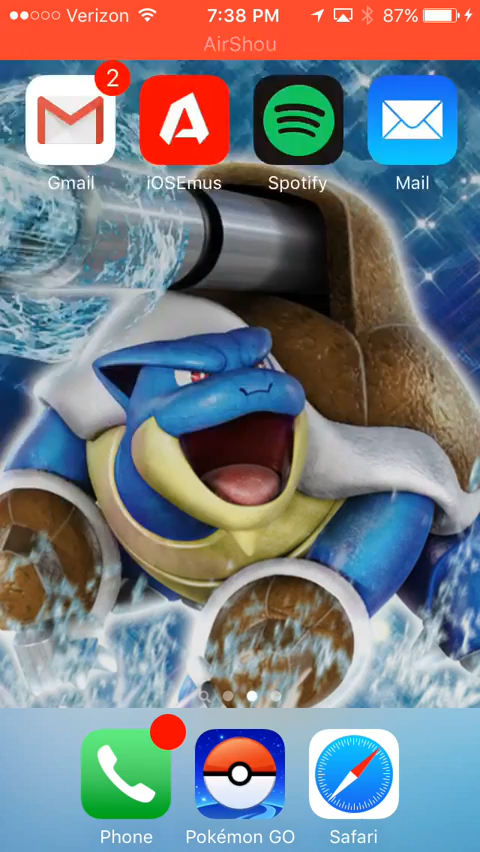 Verizon 7:38 PM 87%
AirShou
2
Gmail iOSEmus Spotify Mail
Phone Pokémon GO Safari